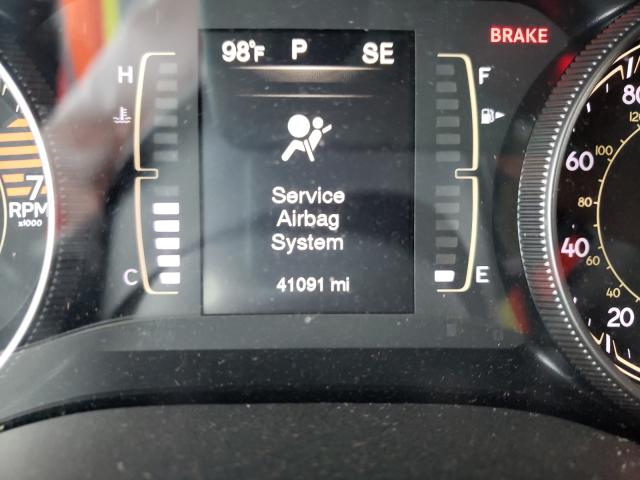 98°F P SE
BRAKE
H
F
Service
Airbag
System
41091 mi
C
E
7
RPM
x1000
80
60
40
20
120
100
80
60
40